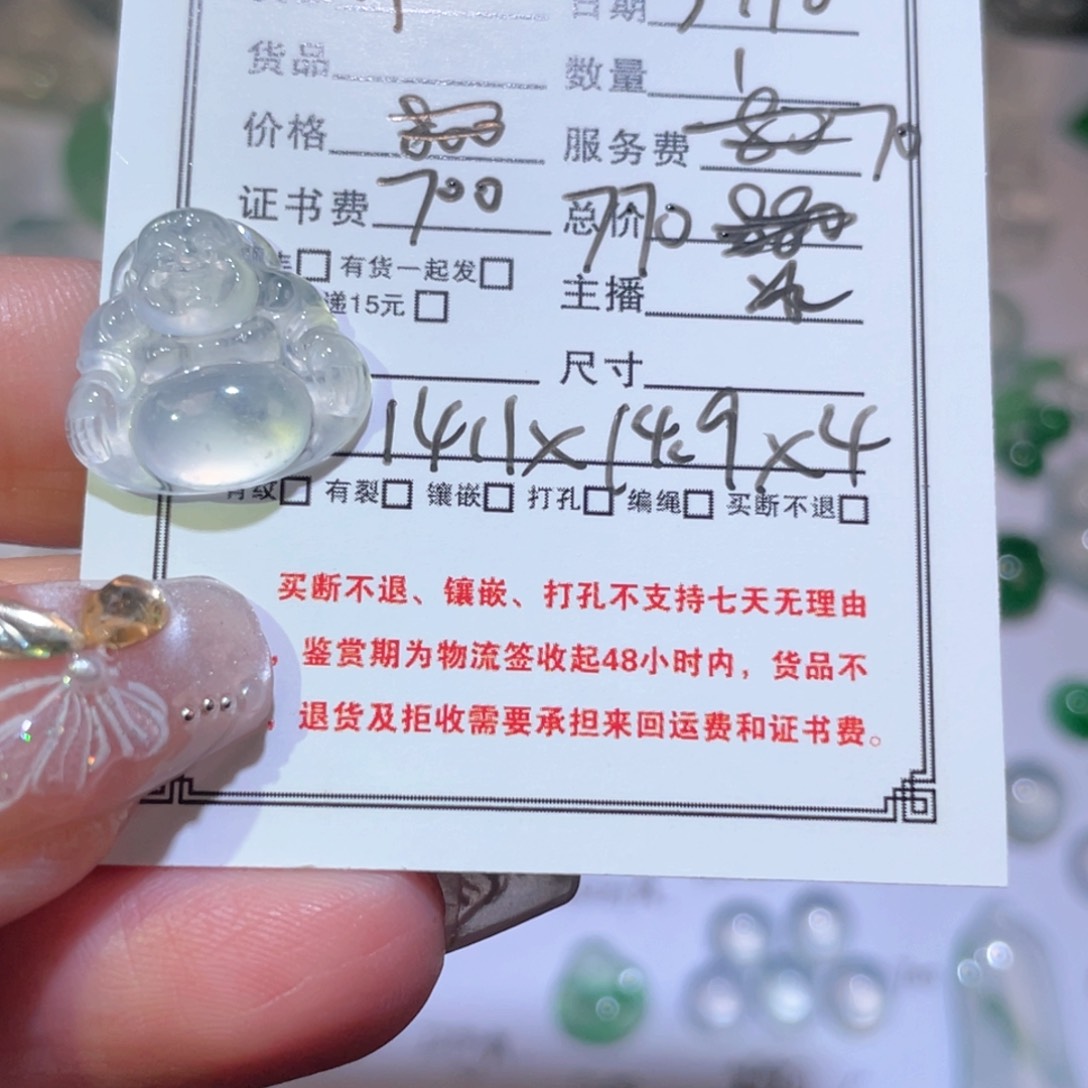 日期
货品 数量 1
价格 服务费 70
证书费 700 总价 770
有货一起发
递15元 主播
尺寸
14.1x14.9x4
有裂 镶嵌 打孔 编绳 买断不退
买断不退、镶嵌、打孔不支持七天无理由
，鉴赏期为物流签收起48小时内，货品不
，退货及拒收需要承担来回运费和证书费。